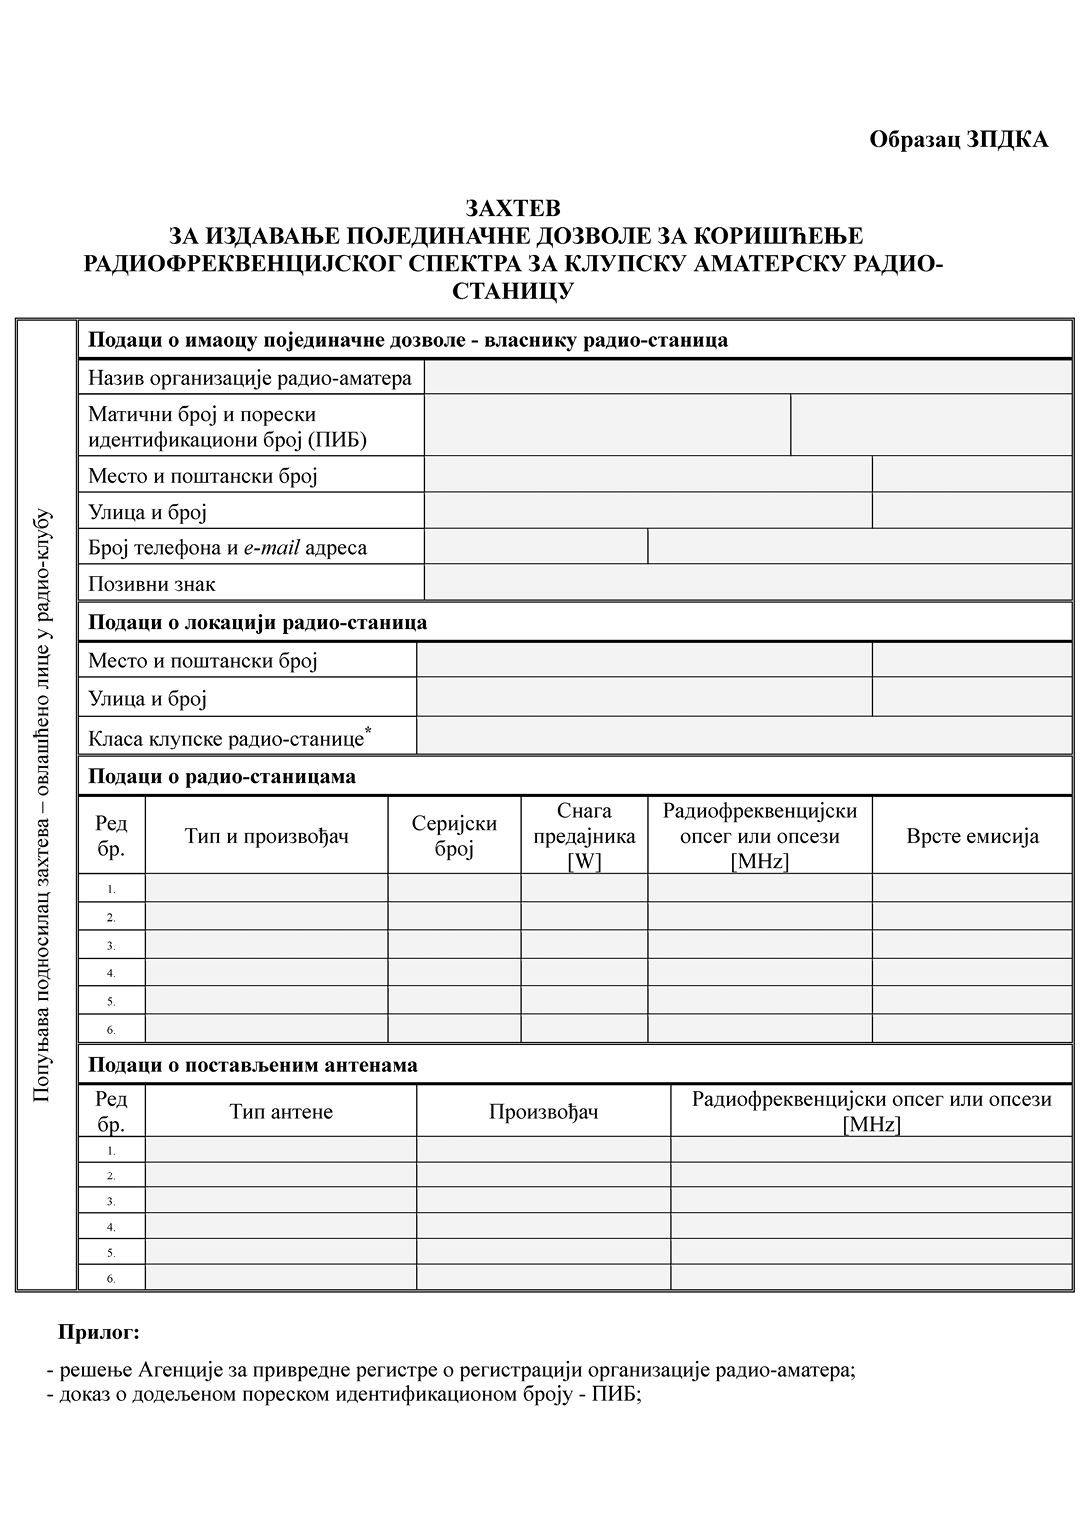 Образац ЗПДКА
ЗАХТЕВ
ЗА ИЗДАВАЊЕ ПОЈЕДИНАЧНЕ ДОЗВОЛЕ ЗА КОРИШЋЕЊЕ
РАДИОФРЕКВЕНЦИЈСКОГ СПЕКТРА ЗА КЛУПСКУ АМАТЕРСКУ РАДИО-
СТАНИЦУ
Попуњава подносилац захтева – овлашћено лице у радио-клубу
Подаци о имаоцу појединачне дозволе - власнику радио-станица
Назив организације радио-аматера
Матични број и порески
идентификациони број (ПИБ)
Место и поштански број
Улица и број
Број телефона и e-mail адреса
Позивни знак
Подаци о локацији радио-станица
Место и поштански број
Улица и број
Класа клупске радио-станице*
Подаци о радио-станицама
Ред
бр.
Тип и произвођач
Серијски
број
Снага
предајника
[W]
Радиофреквенцијски
опсег или опсези
[MHz]
Врсте емисија
1.
2.
3.
4.
5.
6.
Подаци о постављеним антенама
Ред
бр.
Тип антене
Произвођач
Радиофреквенцијски опсег или опсези
[MHz]
1.
2.
3.
4.
5.
6.
Прилог:
- решење Агенције за привредне регистре о регистрацији организације радио-аматера;
- доказ о додељеном пореском идентификационом броју - ПИБ;